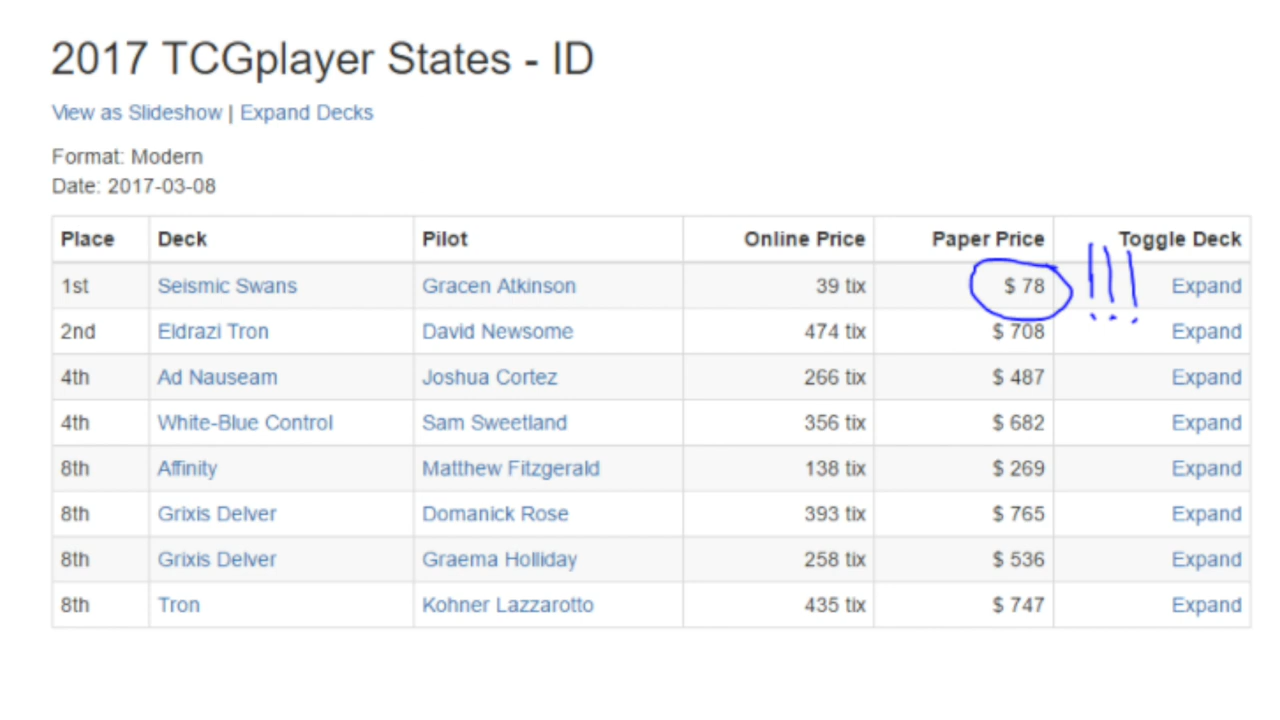 2017 TCGplayer States - ID
View as Slideshow | Expand Decks
Format: Modern
Date: 2017-03-08
Place Deck Pilot Online Price Paper Price Toggle Deck
1st Seismic Swans Gracen Atkinson 39 tix $ 78 !!! Expand
2nd Eldrazi Tron David Newsome 474 tix $ 708 Expand
4th Ad Nauseam Joshua Cortez 266 tix $ 487 Expand
4th White-Blue Control Sam Sweetland 356 tix $ 682 Expand
8th Affinity Matthew Fitzgerald 138 tix $ 269 Expand
8th Grixis Delver Domanick Rose 393 tix $ 765 Expand
8th Grixis Delver Graema Holliday 258 tix $ 536 Expand
8th Tron Kohner Lazzarotto 435 tix $ 747 Expand